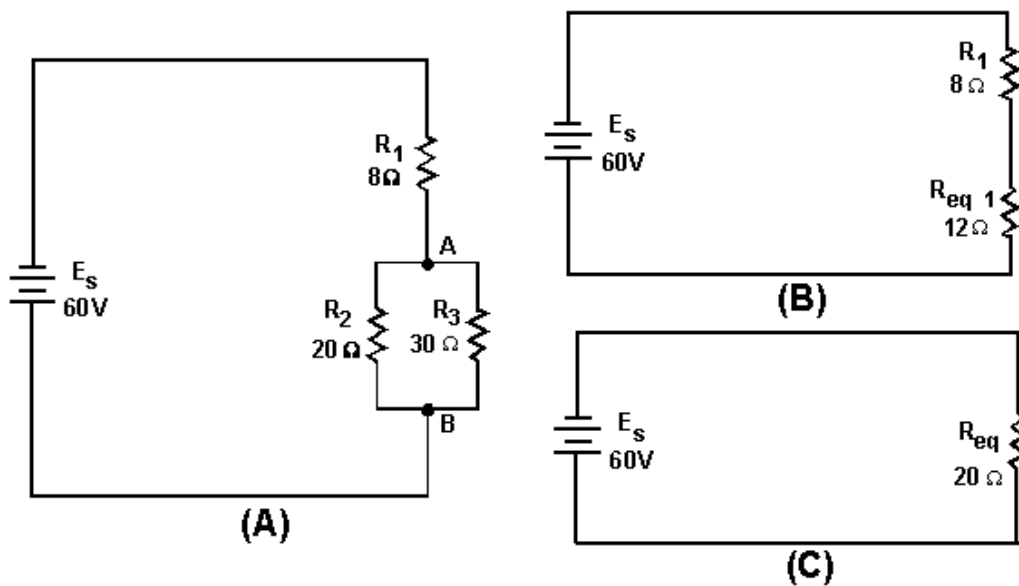 R1
8Ω
A
Es
60V
R2
20 Ω
R3
30 Ω
B
(A)
R1
8 Ω
Es
60V
Req 1
12 Ω
(B)
Es
60V
Req
20 Ω
(C)